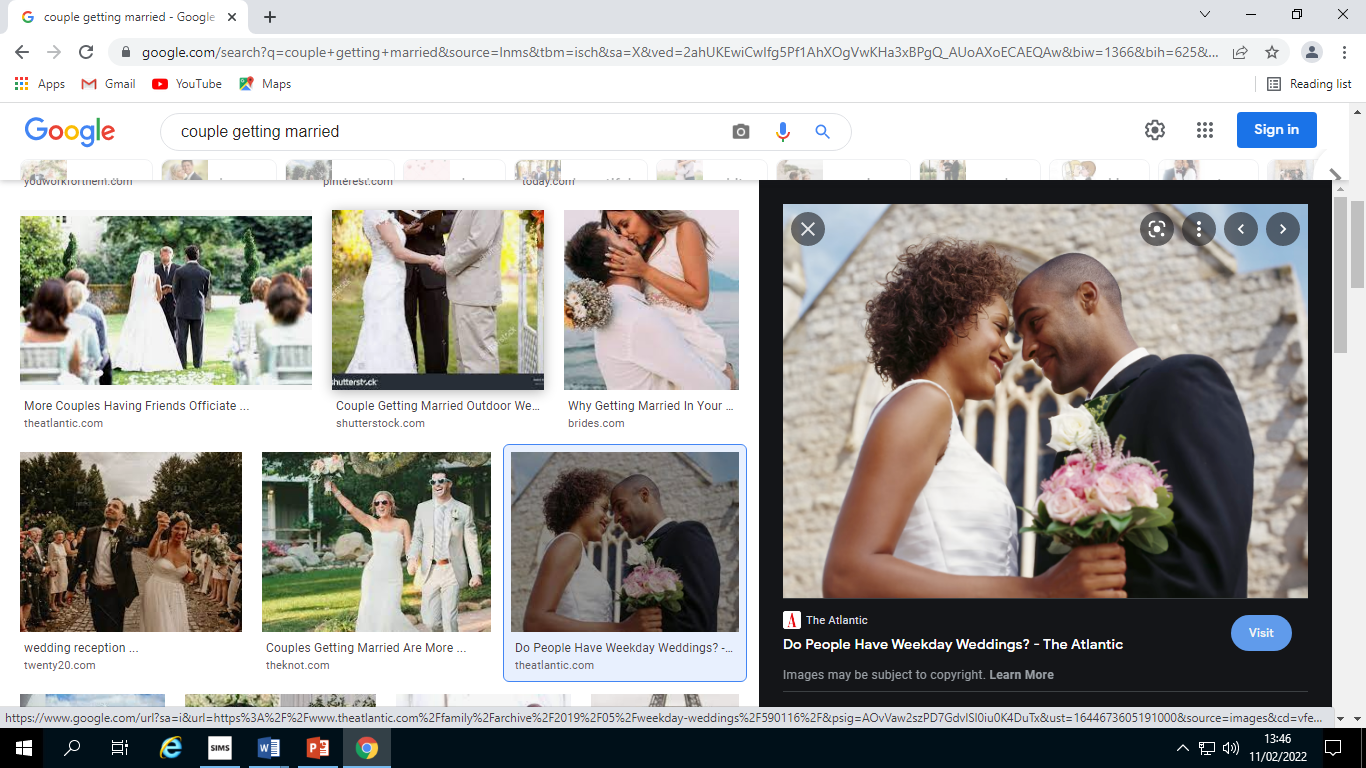 couple getting married - Google
google.com/search?q=couple+getting+married&source=lnms&tbm=isch&sa=X&ved=2ahUKEwiCwlfg5Pf1AhXOgVwKHa3xBPgQ_AUoAXoECAEQAw&biw=1366&bih=625&...
Apps Gmail YouTube Maps Reading list
Google couple getting married Sign in
youworkforthem.com pinterest.com today.com
shutterstock
More Couples Having Friends Officiate ...
theatlantic.com
Couple Getting Married Outdoor We...
shutterstock.com
Why Getting Married In Your ...
brides.com
wedding reception ...
twenty20.com
Couples Getting Married Are More ...
theknot.com
Do People Have Weekday Weddings? -...
theatlantic.com
A The Atlantic
Do People Have Weekday Weddings? - The Atlantic
Visit
Images may be subject to copyright. Learn More
https://www.google.com/url?sa=i&url=https%3A%2F%2Fwww.theatlantic.com%2Ffamily%2Farchive%2F2019%2F05%2Fweekday-weddings%2F590116%2F&psig=AOvVaw2szPD7GdvlSl0iu0K4DuTx&ust=1644673605191000&source=images&cd=vfe...
SIMS
13:46
11/02/2022